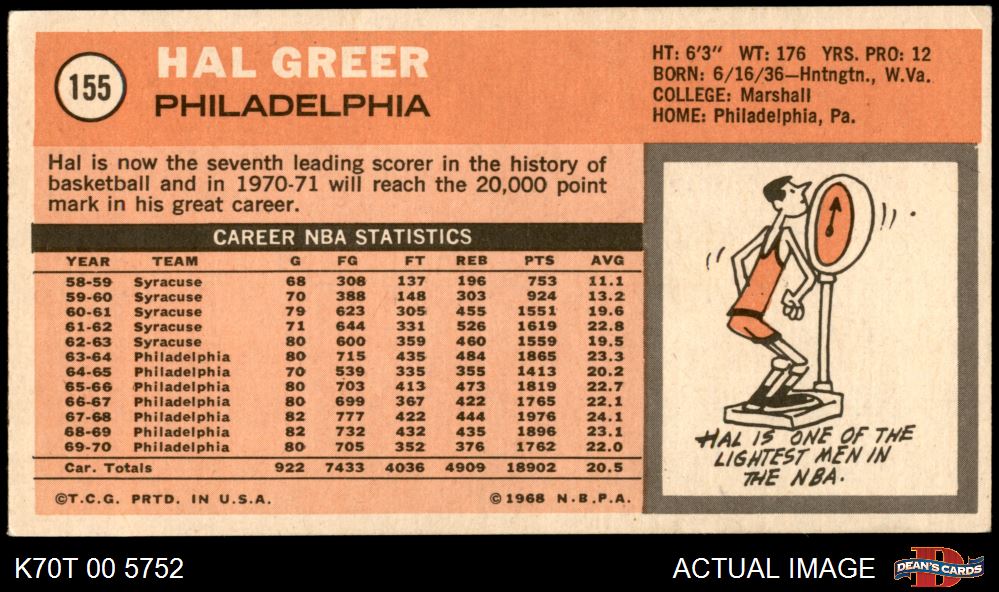 155
HAL GREER
PHILADELPHIA
HT: 6'3" WT: 176 YRS. PRO: 12
BORN: 6/16/36—Hntngtn., W.Va.
COLLEGE: Marshall
HOME: Philadelphia, Pa.
Hal is now the seventh leading scorer in the history of
basketball and in 1970-71 will reach the 20,000 point
mark in his great career.
CAREER NBA STATISTICS
YEAR TEAM G FG FT REB PTS AVG
58-59 Syracuse 68 308 137 196 753 11.1
59-60 Syracuse 70 388 148 303 924 13.2
60-61 Syracuse 79 623 305 455 1551 19.6
61-62 Syracuse 71 644 331 526 1619 22.8
62-63 Syracuse 80 600 359 460 1559 19.5
63-64 Philadelphia 80 715 435 484 1865 23.3
64-65 Philadelphia 70 539 335 355 1413 20.2
65-66 Philadelphia 80 703 413 473 1819 22.7
66-67 Philadelphia 80 699 367 422 1765 22.1
67-68 Philadelphia 82 777 422 444 1976 24.1
68-69 Philadelphia 82 732 432 435 1896 23.1
69-70 Philadelphia 80 705 352 376 1762 22.0
Car. Totals 922 7433 4036 4909 18902 20.5
©T.C.G. PRTD. IN U.S.A. ©1968 N.B.P.A.
HAL IS ONE OF THE
LIGHTEST MEN IN
THE NBA.
K70T 00 5752
ACTUAL IMAGE
D
DEAN'S CARDS